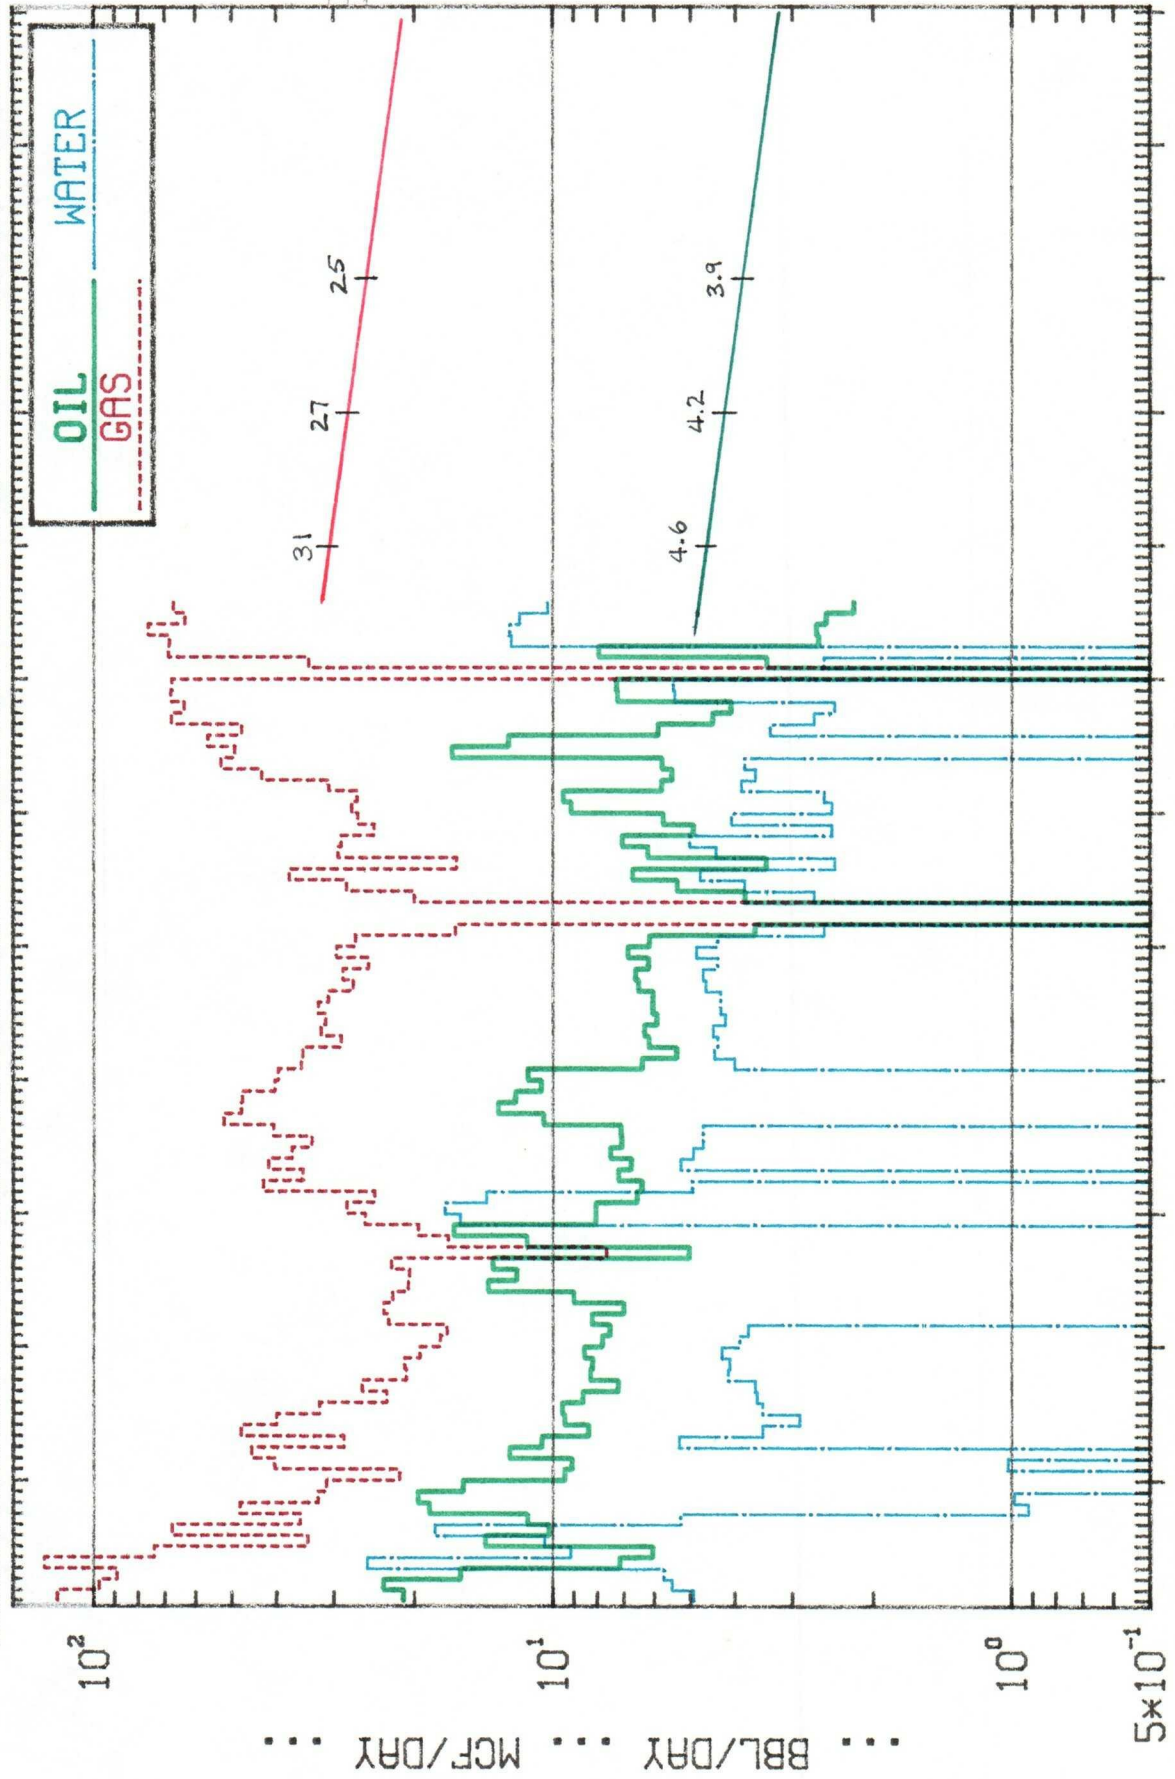 OIL
WATER
GAS
31
27
25
4.6
4.2
3.9
10²
10¹
10⁰
5*10⁻¹
... BBL/DAY ... MCF/DAY ...